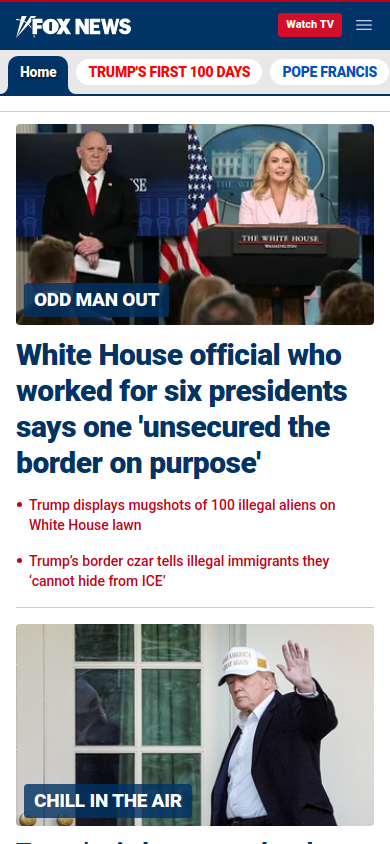 FOX NEWS
Watch TV
Home
TRUMP'S FIRST 100 DAYS
POPE FRANCIS
THE WHITE HOUSE
THE WHITE HOUSE
WASHINGTON
ODD MAN OUT
White House official who
worked for six presidents
says one 'unsecured the
border on purpose'
• Trump displays mugshots of 100 illegal aliens on
White House lawn
• Trump’s border czar tells illegal immigrants they
‘cannot hide from ICE’
CHILL IN THE AIR